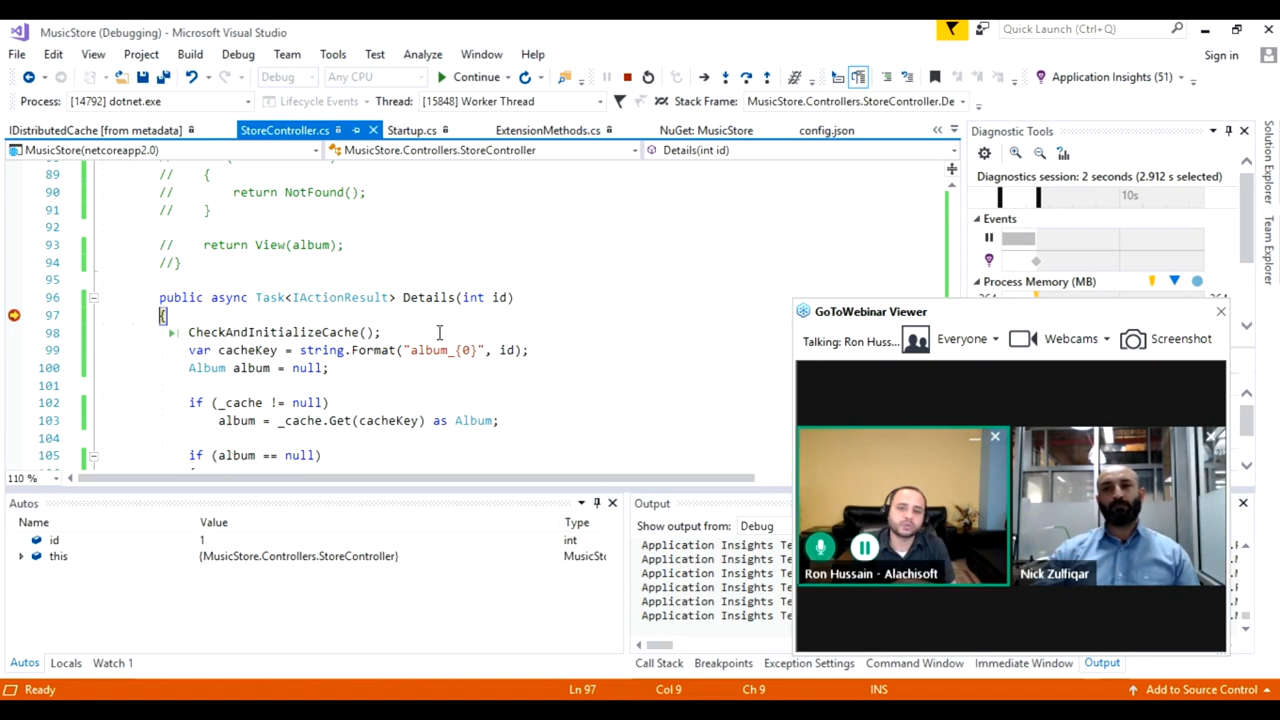 MusicStore (Debugging) - Microsoft Visual Studio
Quick Launch (Ctrl+Q)
File Edit View Project Build Debug Team Tools Test Analyze Window Help
Sign in
Debug Any CPU Continue Application Insights (51)
Process: [14792] dotnet.exe Lifecycle Events Thread: [15848] Worker Thread Stack Frame: MusicStore.Controllers.StoreController.De
IDistributedCache [from metadata] StoreController.cs Startup.cs ExtensionMethods.cs NuGet: MusicStore config.json
MusicStore(netcoreapp2.0) MusicStore.Controllers.StoreController Details(int id)
89 // {
90 // return NotFound();
91 // }
92
93 // return View(album);
94 //}
95
96 public async Task<IActionResult> Details(int id)
97 {
98 CheckAndInitializeCache();
99 var cacheKey = string.Format("album_{0}", id);
100 Album album = null;
101
102 if (_cache != null)
103 album = _cache.Get(cacheKey) as Album;
104
105 if (album == null)
110 %
Diagnostic Tools
Diagnostics session: 2 seconds (2.912 s selected)
10s
Events
Process Memory (MB)
264 264
Solution Explorer
Team Explorer
GoToWebinar Viewer
Talking: Ron Huss... Everyone Webcams Screenshot
Ron Hussain - Alachisoft
Nick Zulfiqar
Autos
Name Value Type
id 1 int
this {MusicStore.Controllers.StoreController} MusicSto
Output
Show output from: Debug
Application Insights Te
Application Insights Te
Application Insights Te
Application Insights Te
Application Insights Te
Application Insights Te
Autos Locals Watch 1
Call Stack Breakpoints Exception Settings Command Window Immediate Window Output
Ready Ln 97 Col 9 Ch 9 INS Add to Source Control